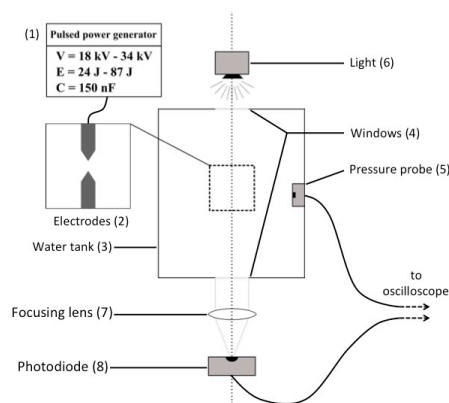 (1)
Pulsed power generator
V = 18 kV - 34 kV
E = 24 J - 87 J
C = 150 nF
Light (6)
Windows (4)
Pressure probe (5)
Electrodes (2)
Water tank (3)
to
oscilloscope
Focusing lens (7)
Photodiode (8)